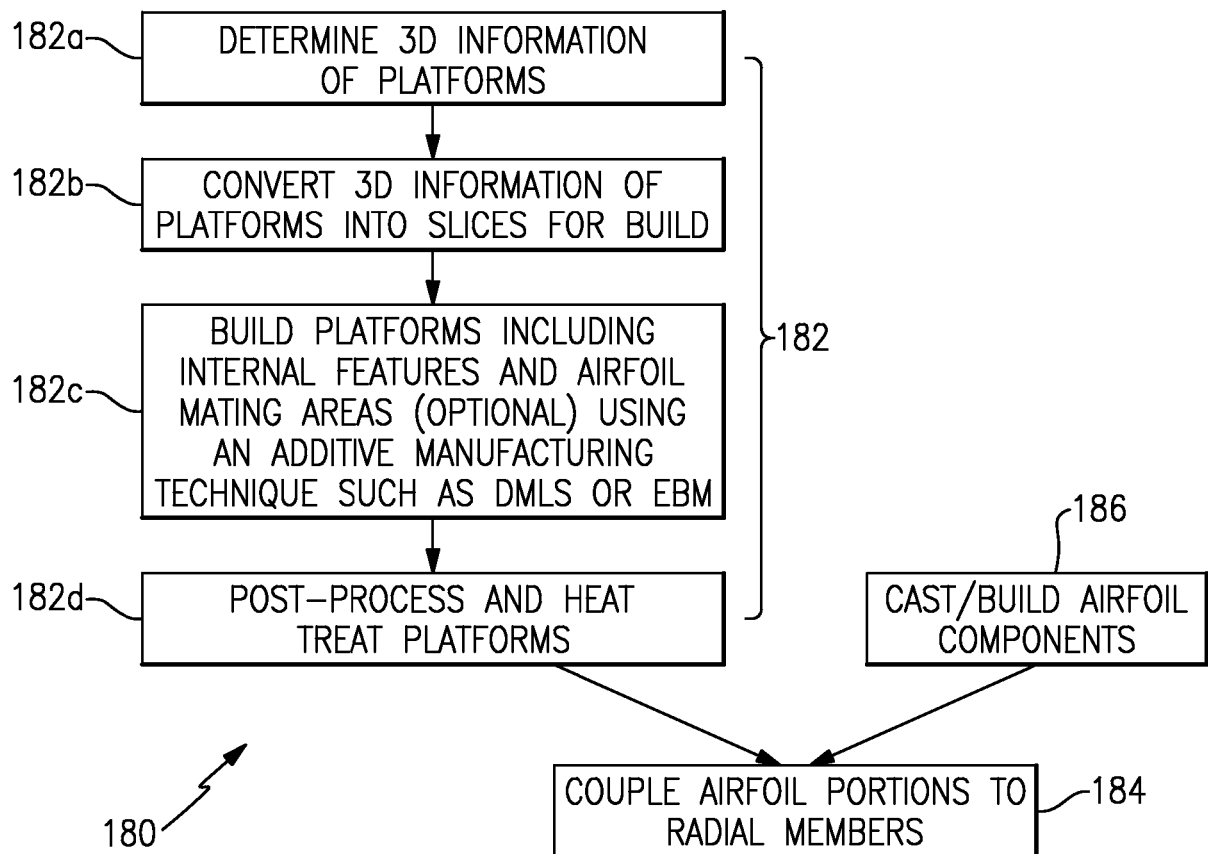 182a
DETERMINE 3D INFORMATION
OF PLATFORMS
182b
CONVERT 3D INFORMATION OF
PLATFORMS INTO SLICES FOR BUILD
182c
BUILD PLATFORMS INCLUDING
INTERNAL FEATURES AND AIRFOIL
MATING AREAS (OPTIONAL) USING
AN ADDITIVE MANUFACTURING
TECHNIQUE SUCH AS DMLS OR EBM
182
182d
POST-PROCESS AND HEAT
TREAT PLATFORMS
186
CAST/BUILD AIRFOIL
COMPONENTS
COUPLE AIRFOIL PORTIONS TO
RADIAL MEMBERS
184
180